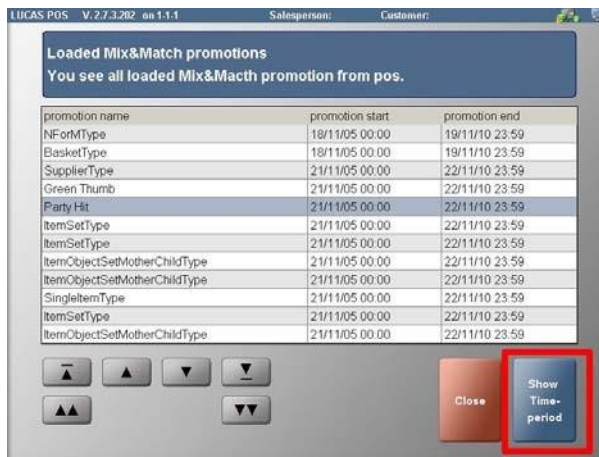 LUCAS POS V.2.7.3.202 on 1-1-1 Salesperson: Customer:
Loaded Mix&Match promotions
You see all loaded Mix&Macth promotion from pos.
promotion name promotion start promotion end
NForMType 18/11/05 00:00 19/11/10 23:59
BasketType 18/11/05 00:00 19/11/10 23:59
SupplierType 21/11/05 00:00 22/11/10 23:59
Green Thumb 21/11/05 00:00 22/11/10 23:59
Party Hit 21/11/05 00:00 22/11/10 23:59
ItemSetType 21/11/05 00:00 22/11/10 23:59
ItemSetType 21/11/05 00:00 22/11/10 23:59
ItemObjectSetMotherChildType 21/11/05 00:00 22/11/10 23:59
ItemObjectSetMotherChildType 21/11/05 00:00 22/11/10 23:59
SingleItemType 21/11/05 00:00 22/11/10 23:59
ItemSetType 21/11/05 00:00 22/11/10 23:59
ItemObjectSetMotherChildType 21/11/05 00:00 22/11/10 23:59
Close
Show
Time-
period